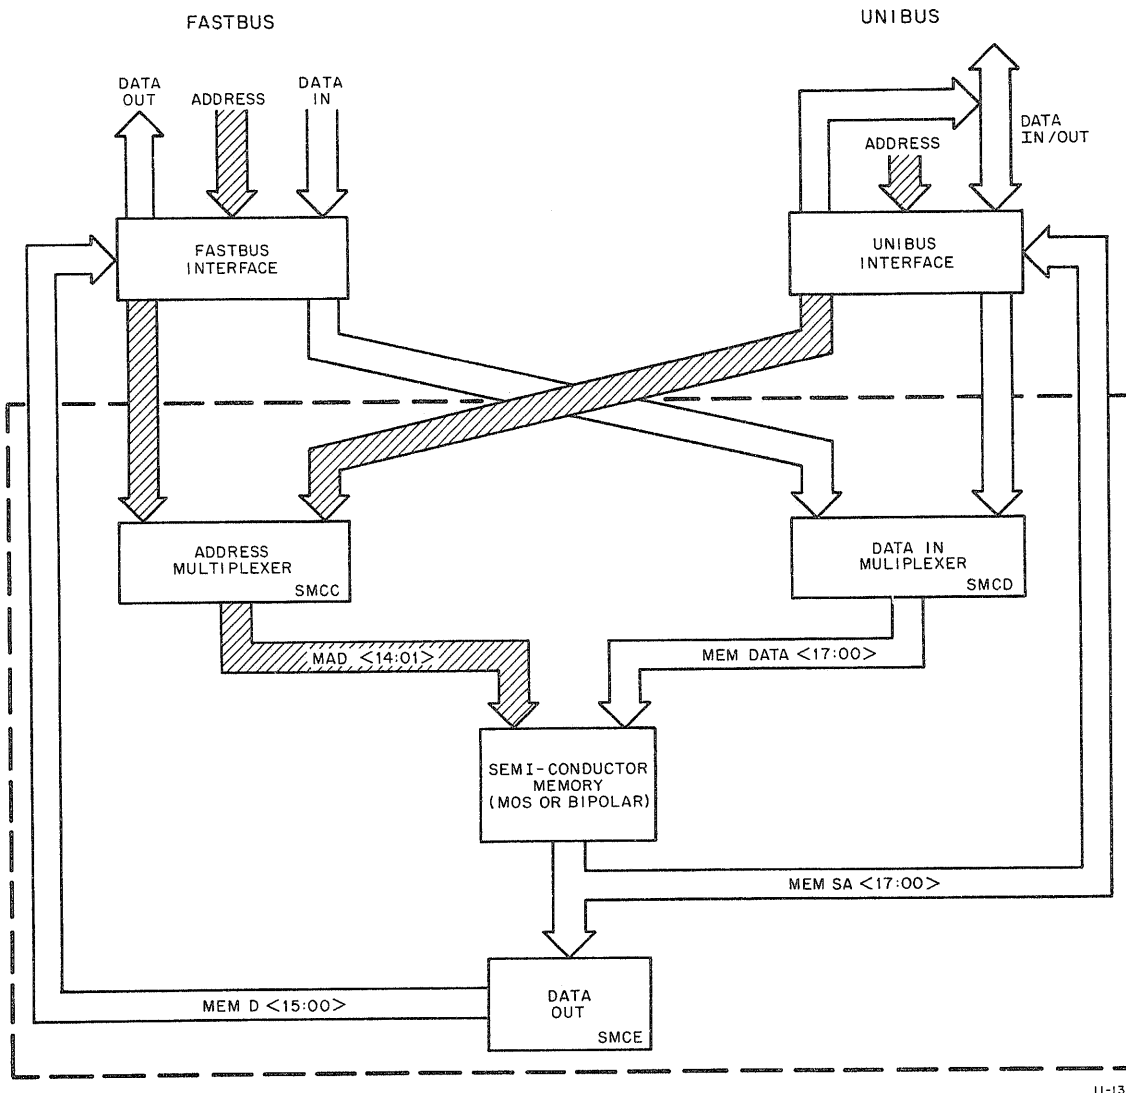 FASTBUS
UNIBUS
DATA
OUT
ADDRESS
DATA
IN
DATA
IN/OUT
ADDRESS
FASTBUS
INTERFACE
UNIBUS
INTERFACE
ADDRESS
MULTIPLEXER
SMCC
DATA IN
MULIPLEXER
SMCD
MAD <14:01>
MEM DATA <17:00>
SEMI-CONDUCTOR
MEMORY
(MOS OR BIPOLAR)
MEM SA <17:00>
DATA
OUT
SMCE
MEM D <15:00>
11-13